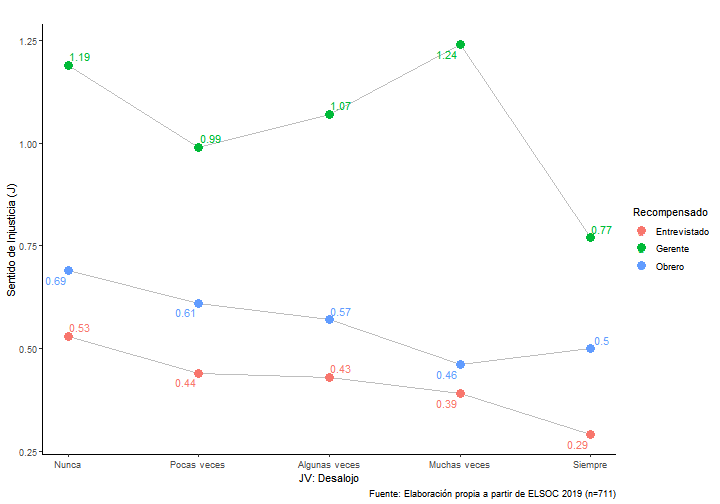 1.25
1.00
0.75
0.50
0.25
Sentido de Injusticia (J)
1.19
0.99
1.07
1.24
0.77
0.69
0.61
0.57
0.46
0.5
0.53
0.44
0.43
0.39
0.29
Nunca
Pocas veces
Algunas veces
Muchas veces
Siempre
JV: Desalojo
Fuente: Elaboración propia a partir de ELSOC 2019 (n=711)
Recompensado
Entrevistado
Gerente
Obrero